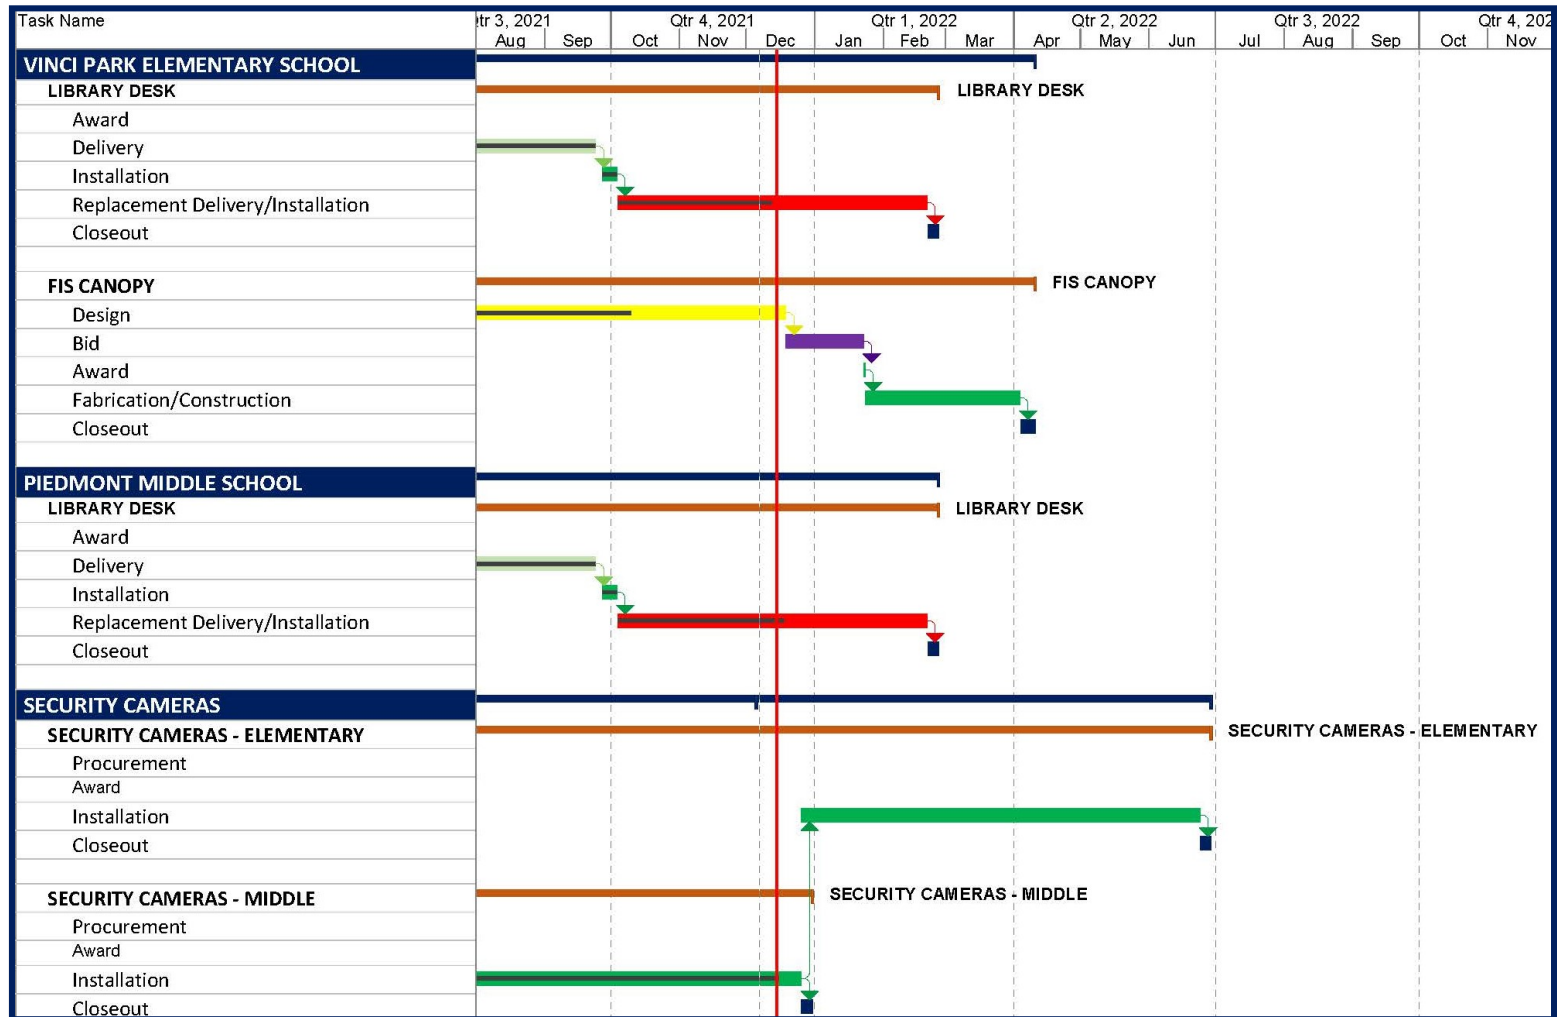 Task Name
tr 3, 2021 Qtr 4, 2021 Qtr 1, 2022 Qtr 2, 2022 Qtr 3, 2022 Qtr 4, 202
Aug Sep Oct Nov Dec Jan Feb Mar Apr May Jun Jul Aug Sep Oct Nov
VINCI PARK ELEMENTARY SCHOOL
LIBRARY DESK LIBRARY DESK
Award
Delivery
Installation
Replacement Delivery/Installation
Closeout
FIS CANOPY FIS CANOPY
Design
Bid
Award
Fabrication/Construction
Closeout
PIEDMONT MIDDLE SCHOOL
LIBRARY DESK LIBRARY DESK
Award
Delivery
Installation
Replacement Delivery/Installation
Closeout
SECURITY CAMERAS
SECURITY CAMERAS - ELEMENTARY SECURITY CAMERAS - ELEMENTARY
Procurement
Award
Installation
Closeout
SECURITY CAMERAS - MIDDLE SECURITY CAMERAS - MIDDLE
Procurement
Award
Installation
Closeout